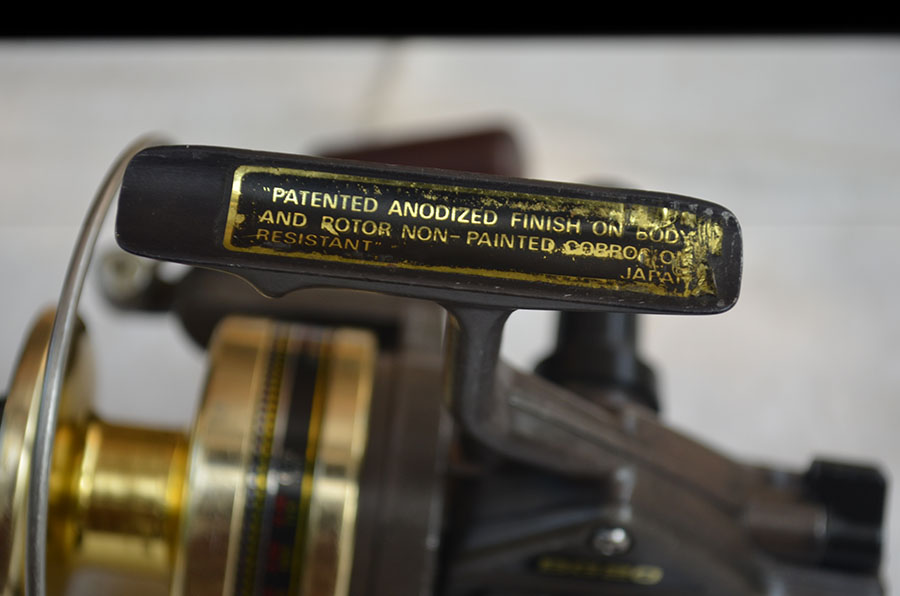 "PATENTED ANODIZED FINISH ON BODY
AND ROTOR NON-PAINTED CORROSION
RESISTANT"
JAPAN